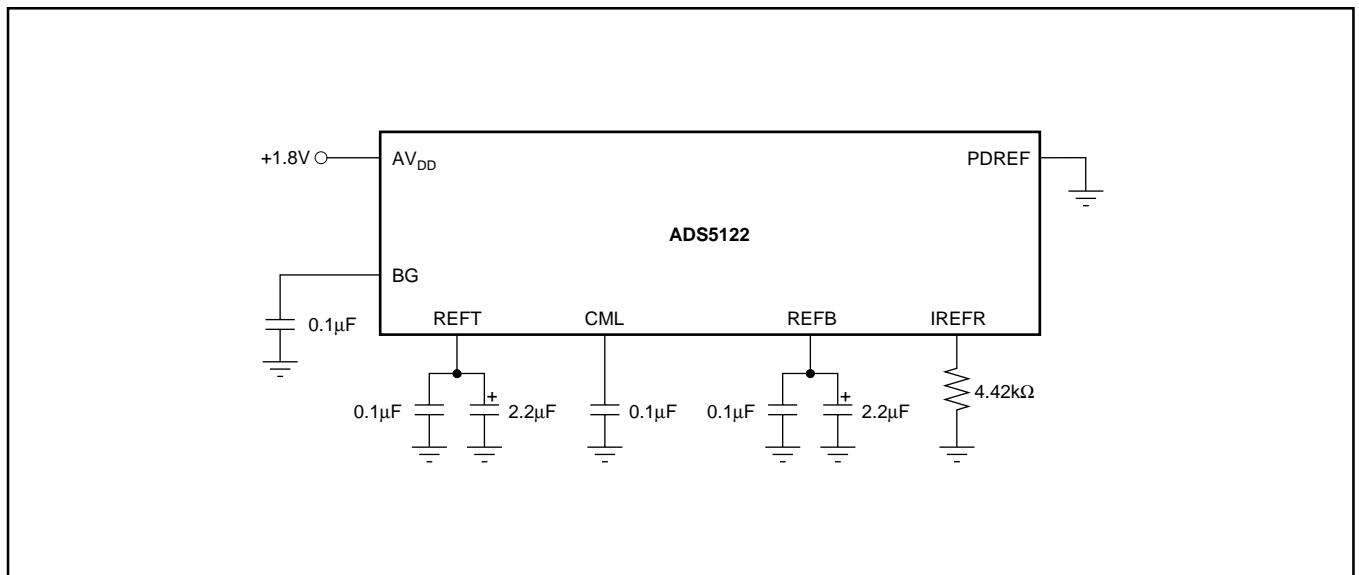 +1.8V AVDD PDREF
ADS5122
BG
0.1µF REFT CML REFB IREFR
0.1µF + 2.2µF 0.1µF 0.1µF + 2.2µF 4.42kΩ